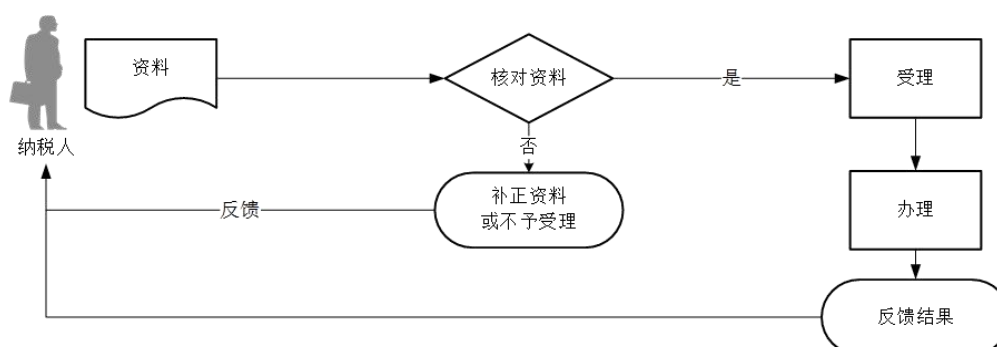 资料
核对资料
是
受理
纳税人
否
补正资料
或不予受理
反馈
办理
反馈结果